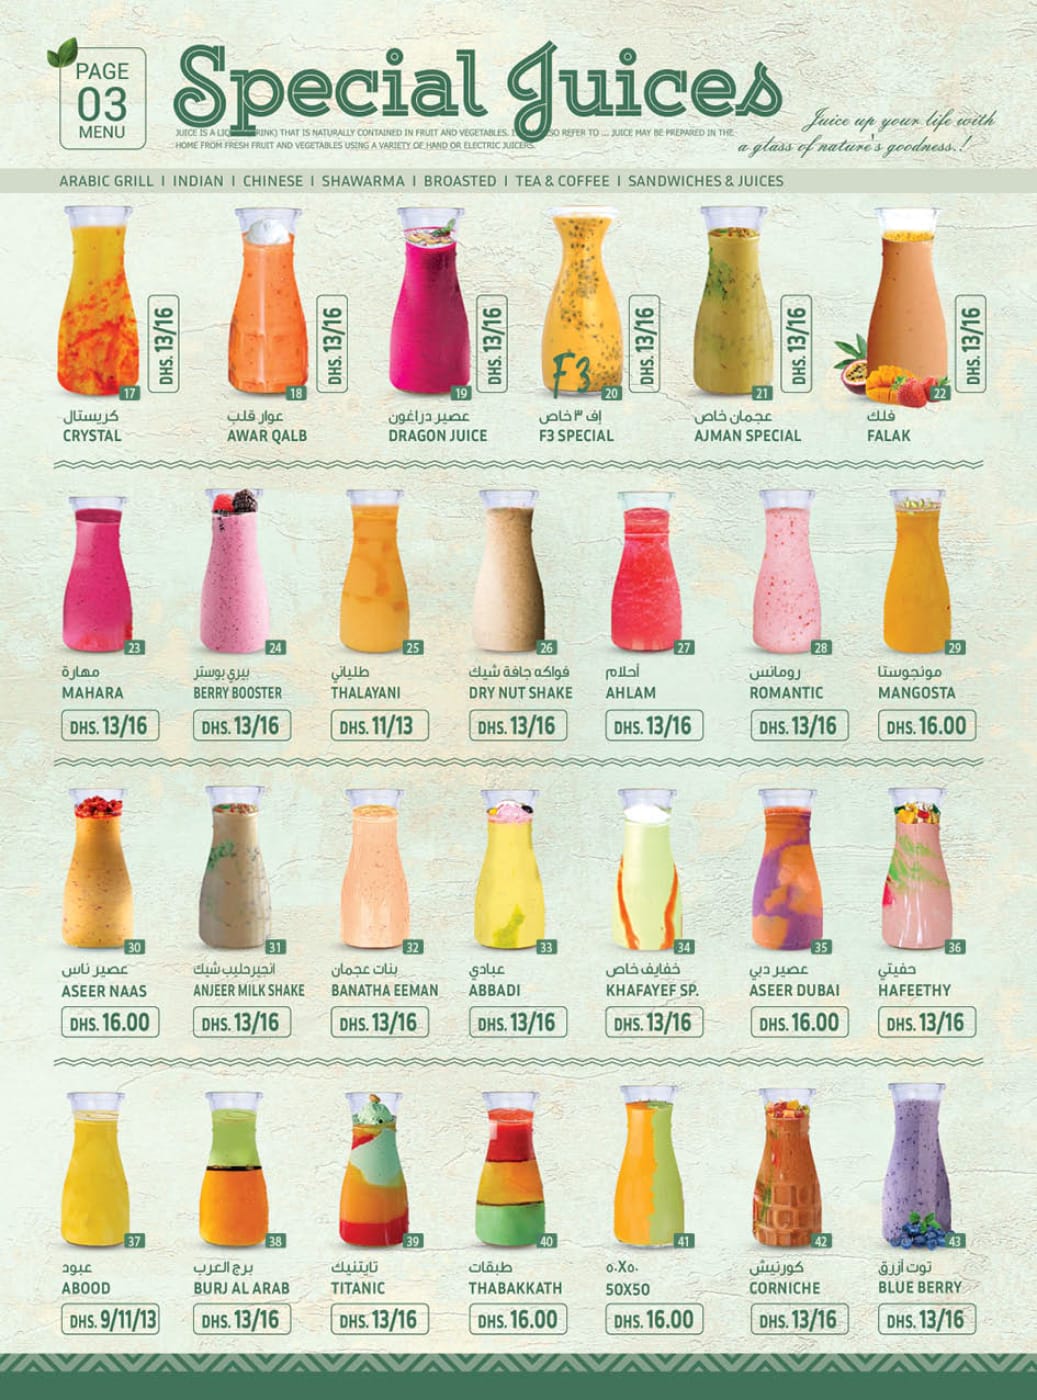 PAGE
03
MENU
Special Juices
JUICE IS A LIQ RINK) THAT IS NATURALLY CONTAINED IN FRUIT AND VEGETABLES. SO REFER TO ... JUICE MAY BE PREPARED IN THE
HOME FROM FRESH FRUIT AND VEGETABLES USING A VARIETY OF HAND OR ELECTRIC JUICERS.
Juice up your life with
a glass of nature's goodness.!
ARABIC GRILL I INDIAN I CHINESE I SHAWARMA I BROASTED I TEA & COFFEE I SANDWICHES & JUICES
DHS. 13/16
17
كريستال
CRYSTAL
DHS. 13/16
18
عوار قلب
AWAR QALB
DHS. 13/16
19
عصير دراغون
DRAGON JUICE
F3
DHS. 13/16
20
إف ٣ خاص
F3 SPECIAL
DHS. 13/16
21
عجمان خاص
AJMAN SPECIAL
DHS. 13/16
22
فلك
FALAK
23
مهارة
MAHARA
DHS. 13/16
24
بيري بوستر
BERRY BOOSTER
DHS. 13/16
25
طلياني
THALAYANI
DHS. 11/13
26
فواكه جافة شيك
DRY NUT SHAKE
DHS. 13/16
27
أحلام
AHLAM
DHS. 13/16
28
رومانس
ROMANTIC
DHS. 13/16
29
مونجوستا
MANGOSTA
DHS. 16.00
30
عصير ناس
ASEER NAAS
DHS. 16.00
31
انجيرحليب شيك
ANJEER MILK SHAKE
DHS. 13/16
32
بنات عجمان
BANATHA EEMAN
DHS. 13/16
33
عبادي
ABBADI
DHS. 13/16
34
خفايف خاص
KHAFAYEF SP.
DHS. 13/16
35
عصير دبي
ASEER DUBAI
DHS. 16.00
36
حفيتي
HAFEETHY
DHS. 13/16
37
عبود
ABOOD
DHS. 9/11/13
38
برج العرب
BURJ AL ARAB
DHS. 13/16
39
تايتنيك
TITANIC
DHS. 13/16
40
طبقات
THABAKKATH
DHS. 16.00
41
٥٠X٥٠
50X50
DHS. 16.00
42
كورنيش
CORNICHE
DHS. 13/16
43
توت أزرق
BLUE BERRY
DHS. 13/16